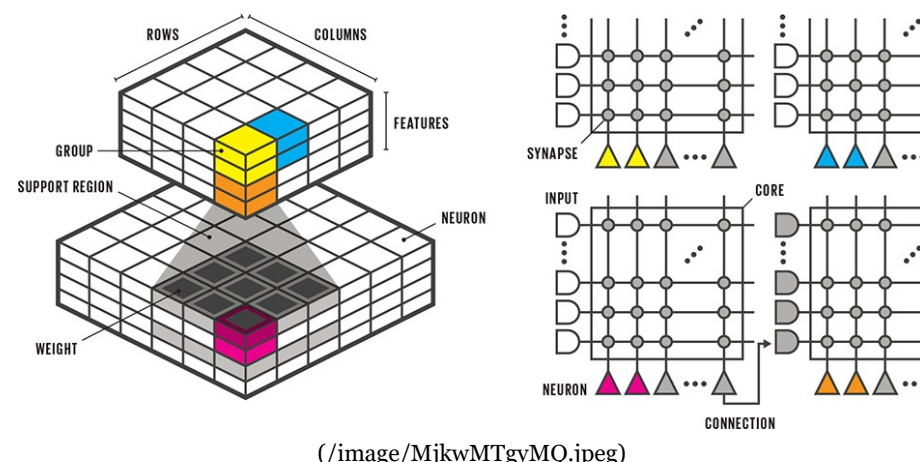 ROWS
COLUMNS
FEATURES
GROUP
SUPPORT REGION
NEURON
WEIGHT
SYNAPSE
INPUT
CORE
NEURON
CONNECTION
(/image/MjkwMTgyMQ.jpeg)